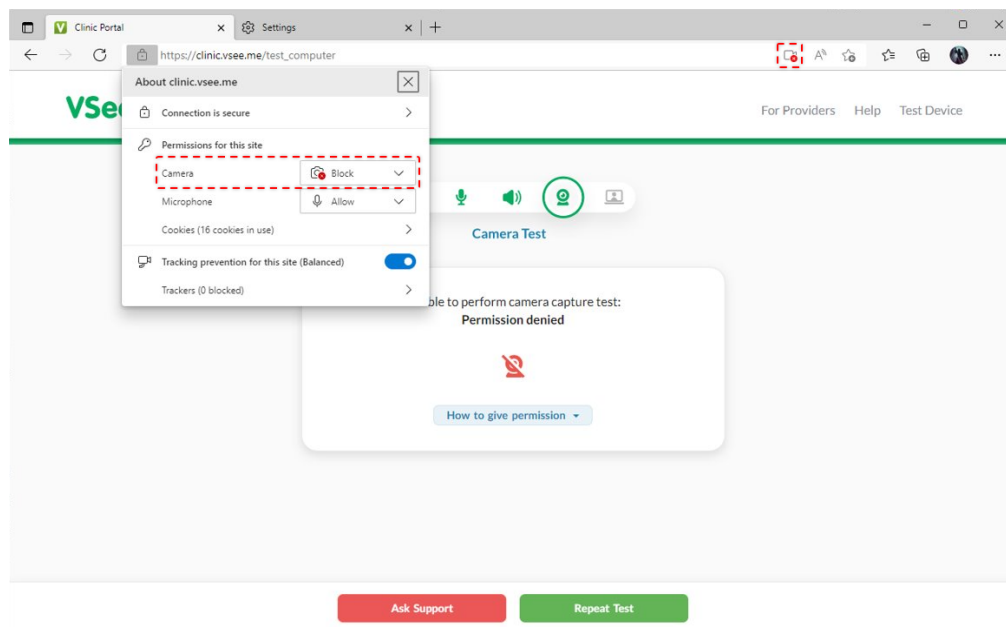 Clinic Portal
Settings
https://clinic.vsee.me/test_computer
About clinic.vsee.me
VSee
For Providers Help Test Device
Connection is secure
Permissions for this site
Camera Block
Microphone Allow
Cookies (16 cookies in use)
Tracking prevention for this site (Balanced)
Trackers (0 blocked)
Camera Test
ble to perform camera capture test:
Permission denied
How to give permission
Ask Support
Repeat Test